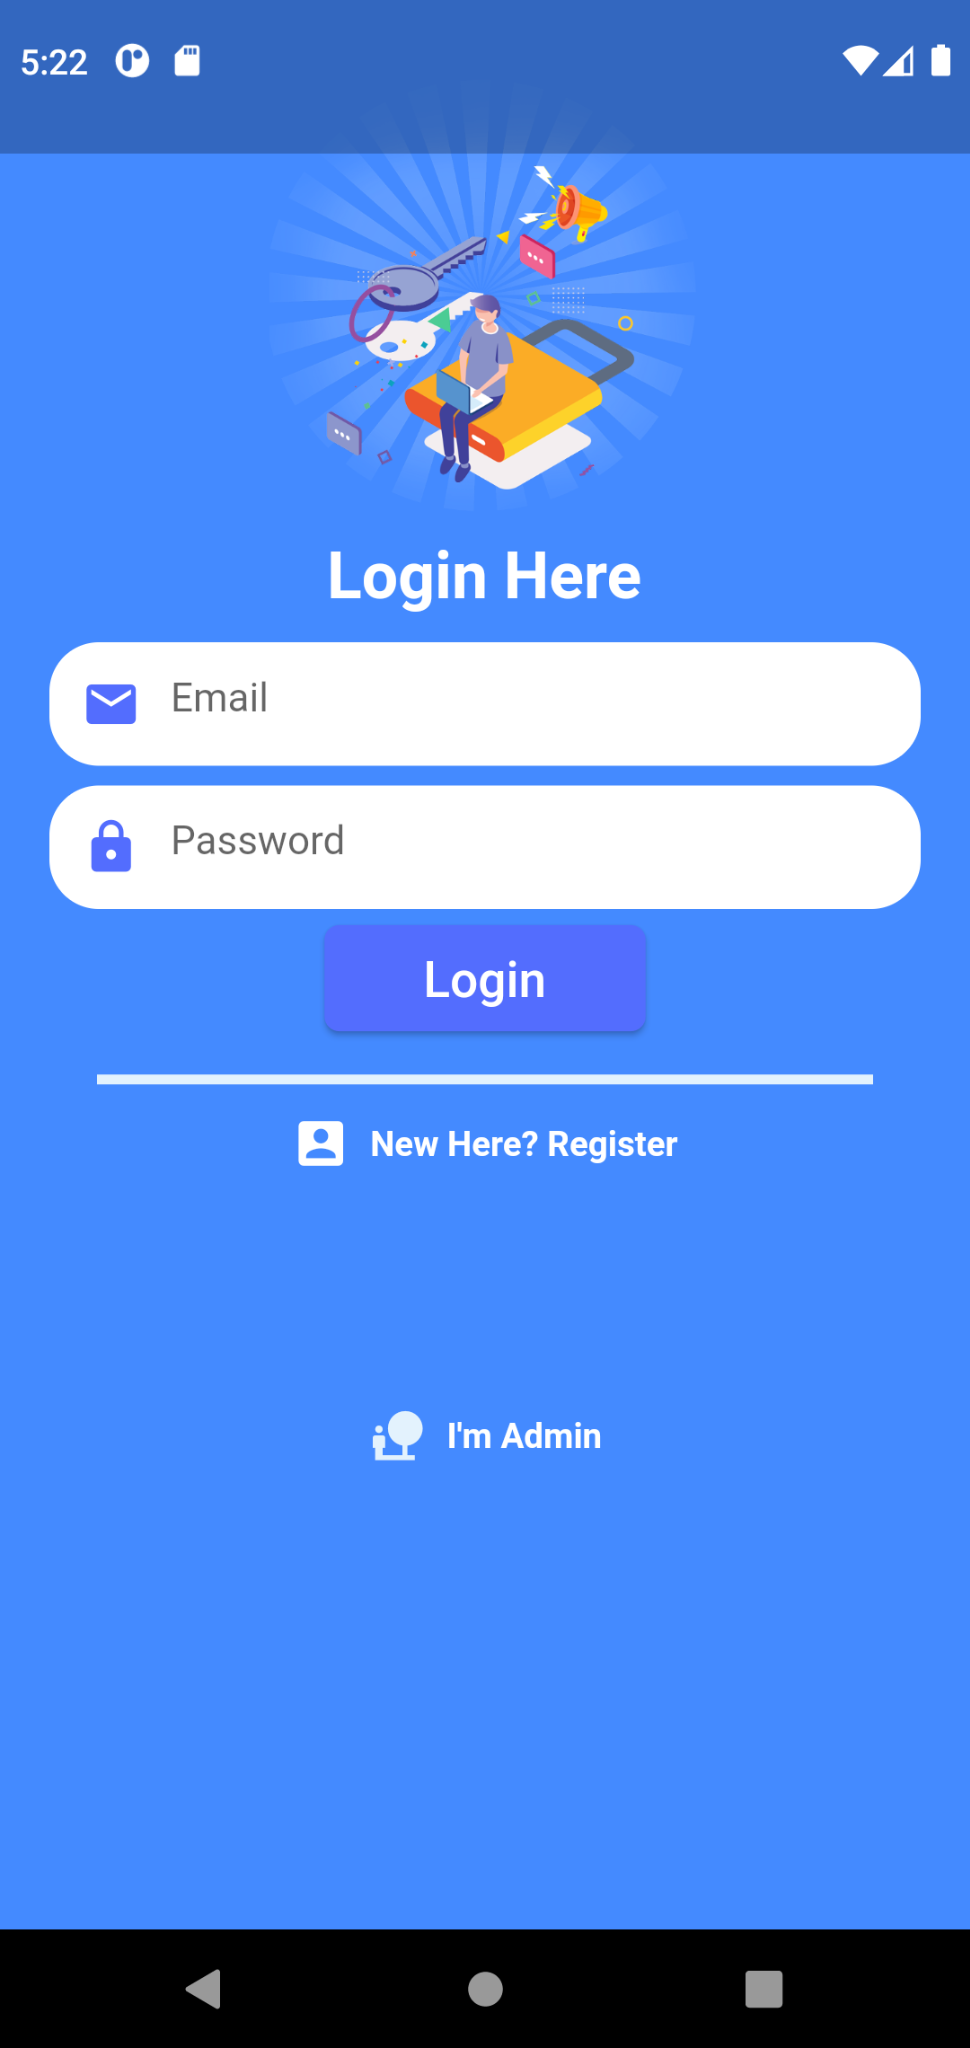 5:22
Login Here
Email
Password
Login
New Here? Register
I'm Admin